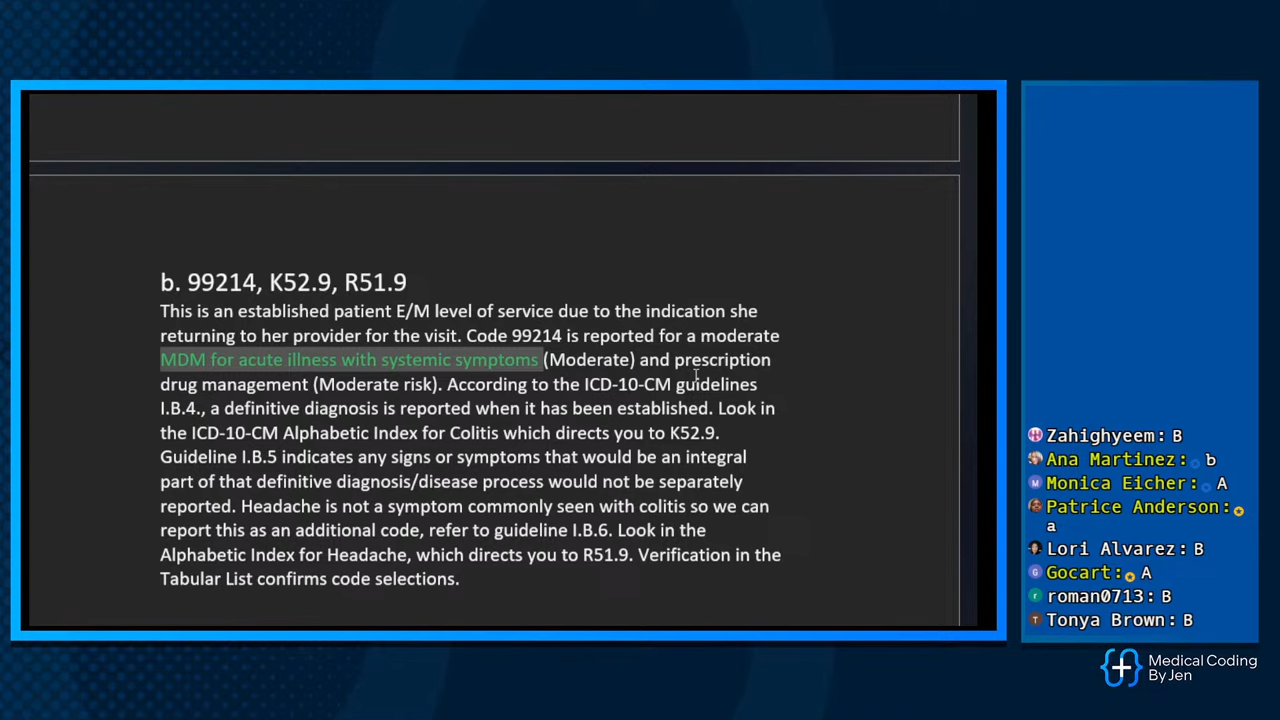 b. 99214, K52.9, R51.9
This is an established patient E/M level of service due to the indication she
returning to her provider for the visit. Code 99214 is reported for a moderate
MDM for acute illness with systemic symptoms (Moderate) and prescription
drug management (Moderate risk). According to the ICD-10-CM guidelines
I.B.4., a definitive diagnosis is reported when it has been established. Look in
the ICD-10-CM Alphabetic Index for Colitis which directs you to K52.9.
Guideline I.B.5 indicates any signs or symptoms that would be an integral
part of that definitive diagnosis/disease process would not be separately
reported. Headache is not a symptom commonly seen with colitis so we can
report this as an additional code, refer to guideline I.B.6. Look in the
Alphabetic Index for Headache, which directs you to R51.9. Verification in the
Tabular List confirms code selections.
Zahighyeem: B
Ana Martinez: b
M Monica Eicher: A
Patrice Anderson:
a
Lori Alvarez: B
G Gocart: A
r roman0713: B
T Tonya Brown: B
Medical Coding
By Jen